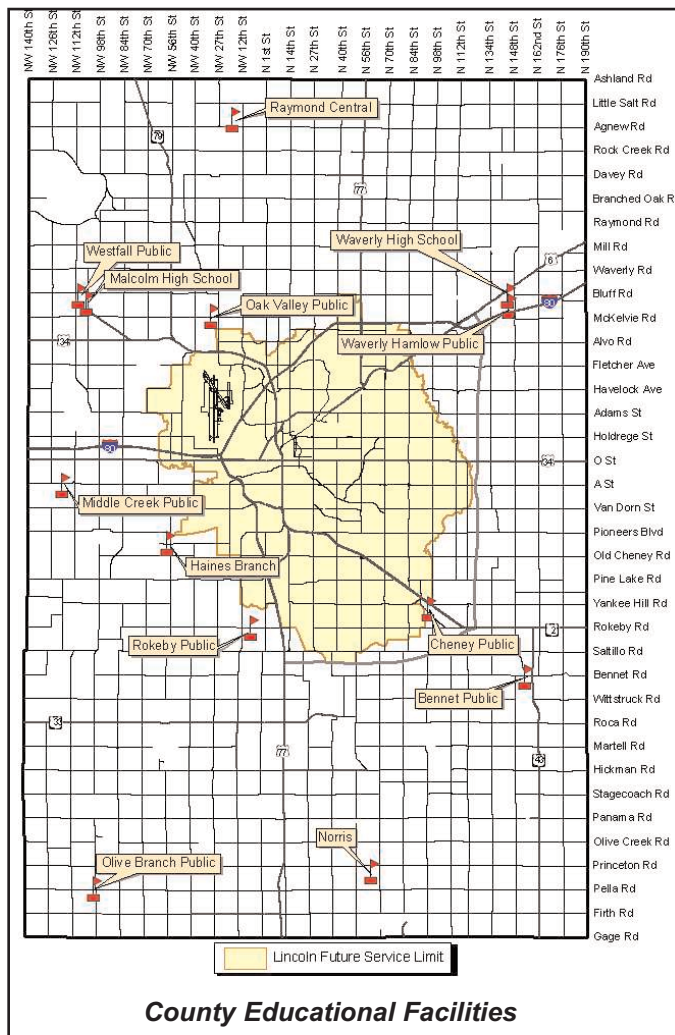 NW 140th St
NW 126th St
NW 112th St
NW 98th St
NW 84th St
NW 70th St
NW 56th St
NW 40th St
NW 27th St
NW 12th St
N 1st St
N 14th St
N 27th St
N 40th St
N 56th St
N 70th St
N 84th St
N 98th St
N 112th St
N 134th St
N 148th St
N 162nd St
N 176th St
N 190th St
Ashland Rd
Little Salt Rd
Raymond Central
Agnew Rd
79
Rock Creek Rd
Davey Rd
77
Branched Oak R
Raymond Rd
Waverly High School
Mill Rd
Westfall Public
6
Waverly Rd
Malcolm High School
Bluff Rd
Oak Valley Public
80
McKelvie Rd
34
Waverly Hamlow Public
Alvo Rd
Fletcher Ave
Havelock Ave
Adams St
Holdrege St
80
O St
34
A St
Middle Creek Public
Van Dorn St
Pioneers Blvd
Old Cheney Rd
Haines Branch
Pine Lake Rd
Yankee Hill Rd
Rokeby Rd
2
Rokeby Public
Cheney Public
Saltillo Rd
Bennet Rd
Bennet Public
Wittstruck Rd
33
Roca Rd
Martell Rd
77
43
Hickman Rd
Stagecoach Rd
Panama Rd
Norris
Olive Creek Rd
Olive Branch Public
Princeton Rd
Pella Rd
Firth Rd
Gage Rd
Lincoln Future Service Limit
County Educational Facilities